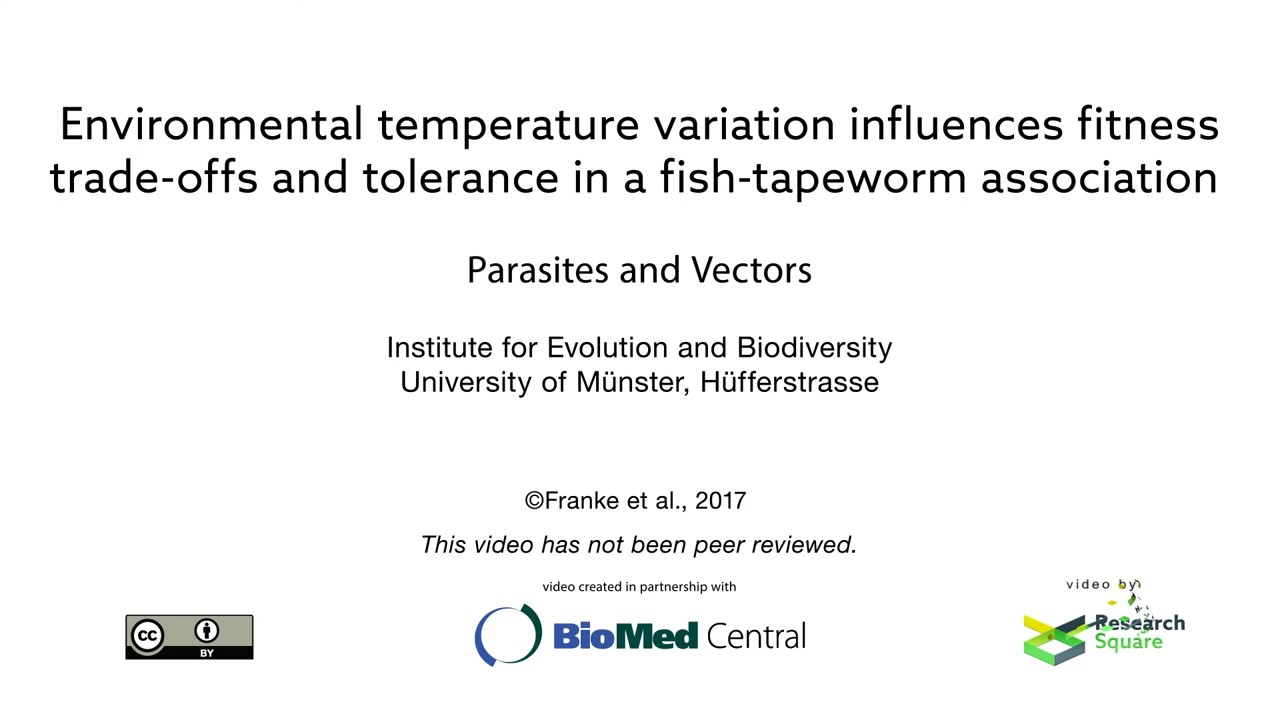 Environmental temperature variation influences fitness
trade-offs and tolerance in a fish-tapeworm association
Parasites and Vectors
Institute for Evolution and Biodiversity
University of Münster, Hüfferstrasse
©Franke et al., 2017
This video has not been peer reviewed.
video created in partnership with
BioMed Central
video by:
Research
Square
CC
BY